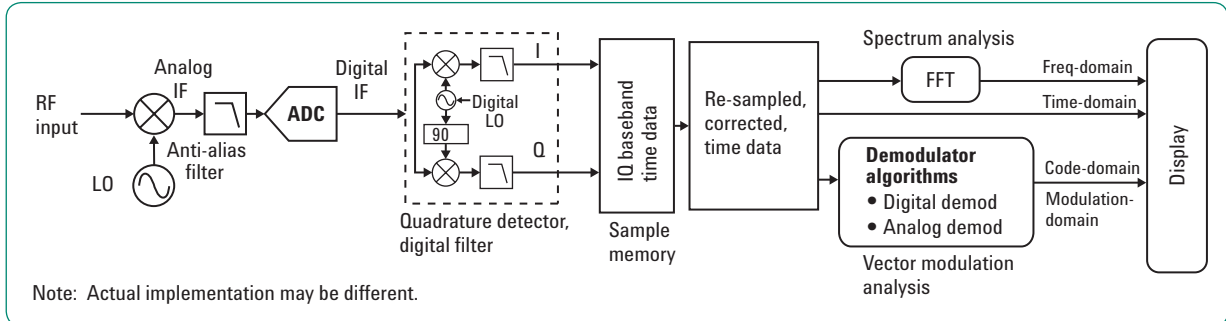 RF
input
LO
Analog
IF
Anti-alias
filter
ADC
Digital
IF
Digital
LO
90
I
Q
Quadrature detector,
digital filter
IQ baseband
time data
Sample
memory
Re-sampled,
corrected,
time data
Spectrum analysis
FFT
Freq-domain
Time-domain
Demodulator
algorithms
• Digital demod
• Analog demod
Code-domain
Modulation-
domain
Vector modulation
analysis
Display
Note: Actual implementation may be different.